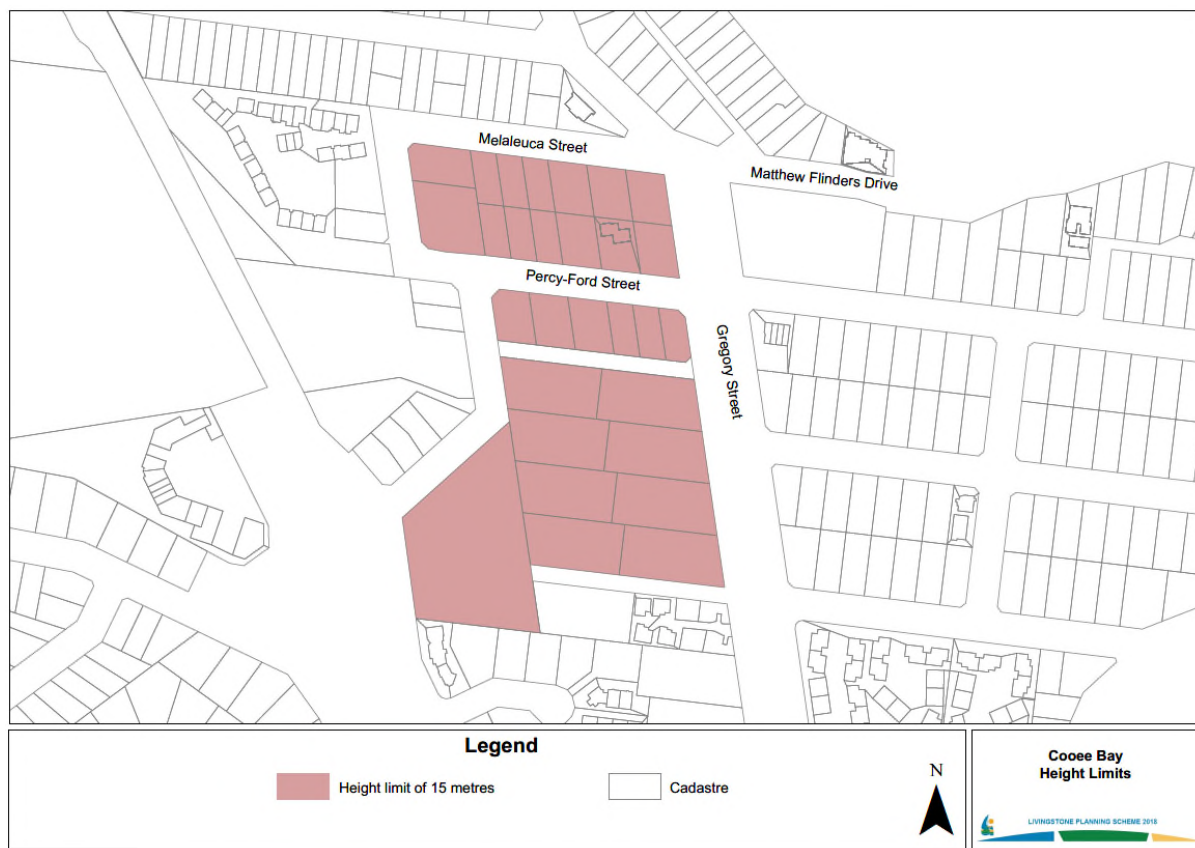 Melaleuca Street
Matthew Flinders Drive
Percy-Ford Street
Gregory Street
Legend
Height limit of 15 metres
Cadastre
N
Cooee Bay
Height Limits
LIVINGSTONE PLANNING SCHEME 2018